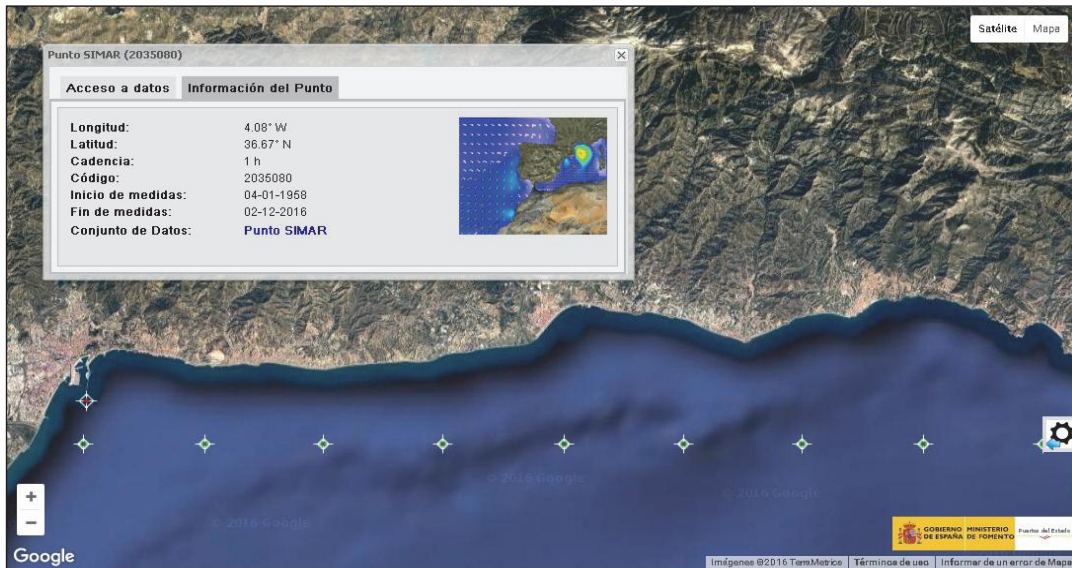 Satélite Mapa
Punto SIMAR (2035080)
Acceso a datos Información del Punto
Longitud: 4.08° W
Latitud: 36.67° N
Cadencia: 1 h
Código: 2035080
Inicio de medidas: 04-01-1958
Fin de medidas: 02-12-2016
Conjunto de Datos: Punto SIMAR
© 2016 Google
© 2016 Google
© 2016 Google
GOBIERNO DE ESPAÑA
MINISTERIO DE FOMENTO
Puertos del Estado
Google
Imágenes ©2016 TerraMetrics Términos de uso Informar de un error de Maps